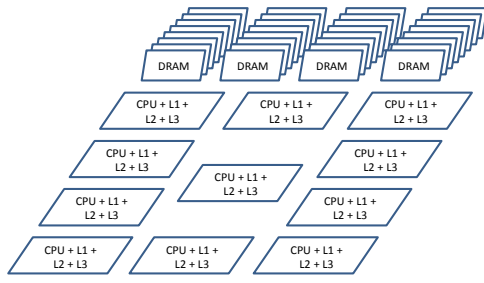 DRAM DRAM DRAM DRAM
CPU + L1 +
L2 + L3
CPU + L1 +
L2 + L3
CPU + L1 +
L2 + L3
CPU + L1 +
L2 + L3
CPU + L1 +
L2 + L3
CPU + L1 +
L2 + L3
CPU + L1 +
L2 + L3
CPU + L1 +
L2 + L3
CPU + L1 +
L2 + L3
CPU + L1 +
L2 + L3
CPU + L1 +
L2 + L3